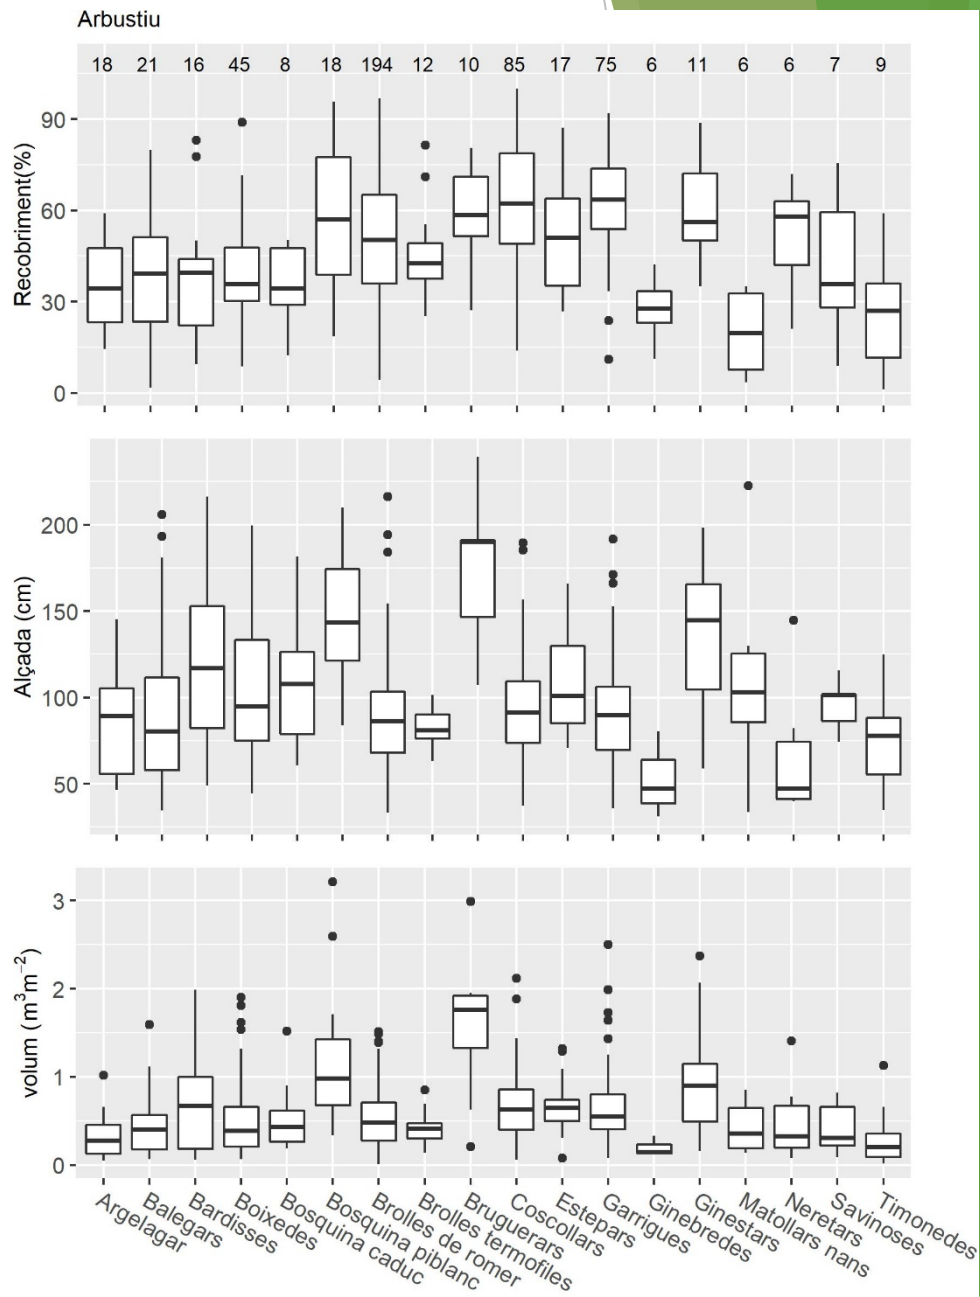 Arbustiu
18 21 16 45 8 18 194 12 10 85 17 75 6 11 6 6 7 9
Recobriment(%)
90
60
30
0
Alçada (cm)
200
150
100
50
volum (m³m⁻²)
3
2
1
0
Argelagar
Balegars
Bardisses
Boixedes
Bosquina caduc
Bosquina piblanc
Brolles de romer
Brolles termofiles
Bruguerars
Coscollars
Estepars
Garrigues
Ginebredes
Ginestars
Matollars nans
Neretars
Savinoses
Timonedes